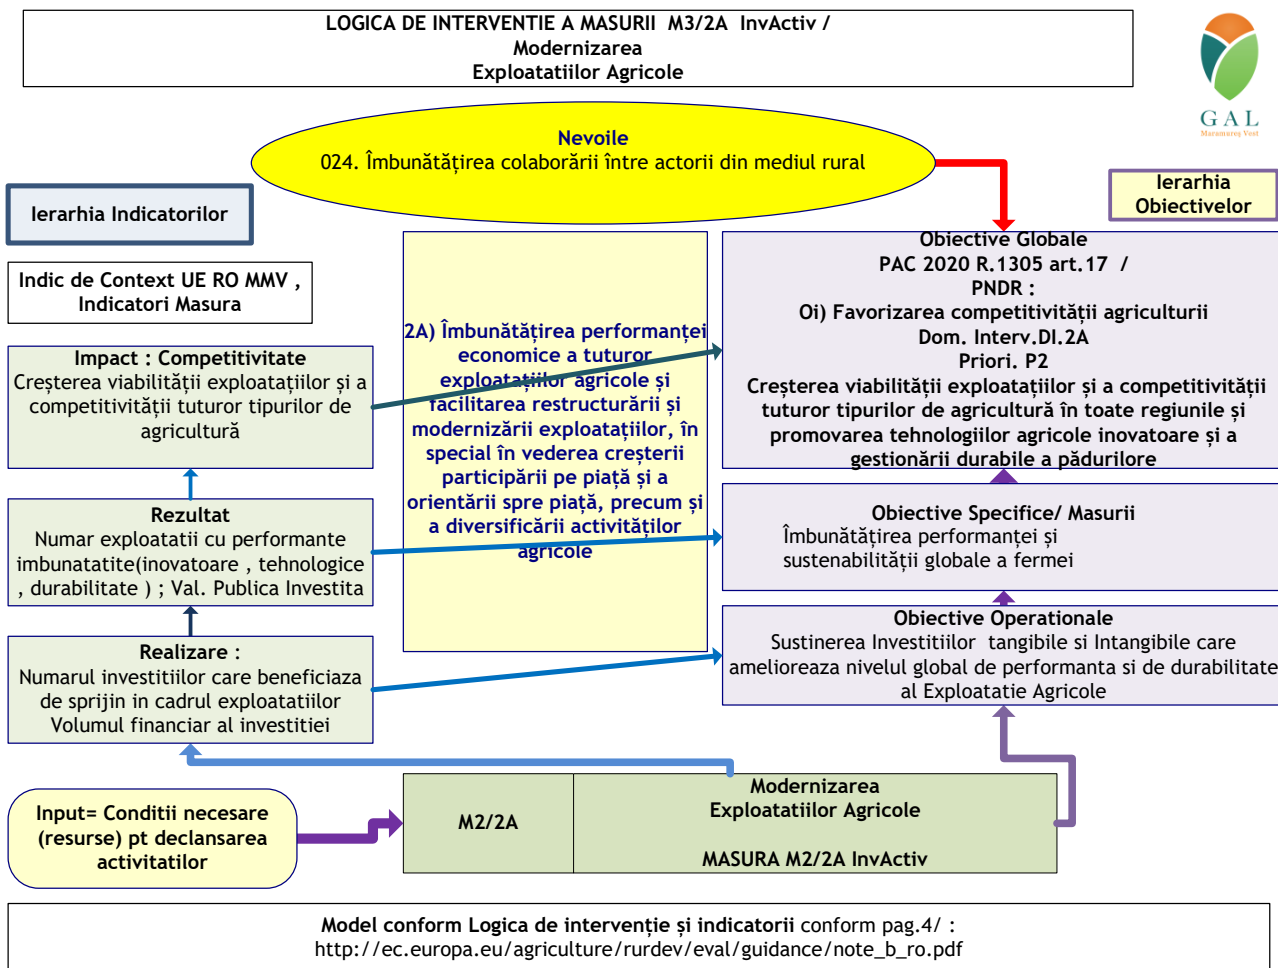 LOGICA DE INTERVENTIE A MASURII M3/2A InvActiv /
Modernizarea
Exploatatiilor Agricole
GAL
Maramureș Vest
Nevoile
024. Îmbunătățirea colaborării între actorii din mediul rural
Ierarhia Indicatorilor
Ierarhia
Obiectivelor
Indic de Context UE RO MMV ,
Indicatori Masura
Impact : Competitivitate
Creșterea viabilității exploatațiilor și a
competitivității tuturor tipurilor de
agricultură
Rezultat
Numar exploatatii cu performante
imbunatatite(inovatoare , tehnologice
, durabilitate ) ; Val. Publica Investita
Realizare :
Numarul investitiilor care beneficiaza
de sprijin in cadrul exploatatiilor
Volumul financiar al investitiei
2A) Îmbunătățirea performanței
economice a tuturor
exploatațiilor agricole și
facilitarea restructurării și
modernizării exploatațiilor, în
special în vederea creșterii
participării pe piață și a
orientării spre piață, precum și
a diversificării activităților
agricole
Obiective Globale
PAC 2020 R.1305 art.17 /
PNDR :
Oi) Favorizarea competitivității agriculturii
Dom. Interv.DI.2A
Priori. P2
Creșterea viabilității exploatațiilor și a competitivității
tuturor tipurilor de agricultură în toate regiunile și
promovarea tehnologiilor agricole inovatoare și a
gestionării durabile a pădurilore
Obiective Specifice/ Masurii
Îmbunătățirea performanței și
sustenabilității globale a fermei
Obiective Operationale
Sustinerea Investitiilor tangibile si Intangibile care
amelioreaza nivelul global de performanta si de durabilitate
al Exploatatie Agricole
Input= Conditii necesare
(resurse) pt declansarea
activitatilor
M2/2A
Modernizarea
Exploatatiilor Agricole
MASURA M2/2A InvActiv
Model conform Logica de intervenție și indicatorii conform pag.4/ :
http://ec.europa.eu/agriculture/rurdev/eval/guidance/note_b_ro.pdf